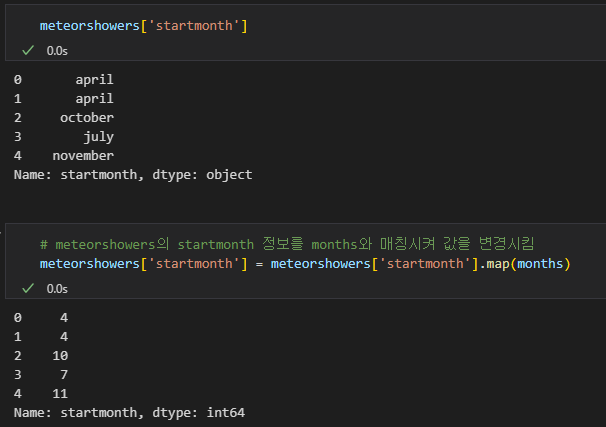 meteorshowers['startmonth']
0.0s
0 april
1 april
2 october
3 july
4 november
Name: startmonth, dtype: object
# meteorshowers의 startmonth 정보를 months와 매칭시켜 값을 변경시킴
meteorshowers['startmonth'] = meteorshowers['startmonth'].map(months)
0.0s
0 4
1 4
2 10
3 7
4 11
Name: startmonth, dtype: int64